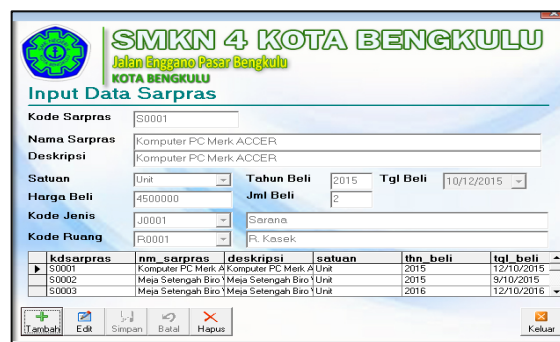 SMKN 4 KOTA BENGKULU
Jalan Enggano Pasar Bengkulu
KOTA BENGKULU
Input Data Sarpras
Kode Sarpras S0001
Nama Sarpras Komputer PC Merk ACCER
Deskripsi Komputer PC Merk ACCER
Satuan Unit Tahun Beli 2015 Tgl Beli 10/12/2015
Harga Beli 4500000 Jml Beli 2
Kode Jenis J0001 Sarana
Kode Ruang R0001 R. Kasek
kdsarpras nm_sarpras deskripsi satuan thn_beli tgl_beli
S0001 Komputer PC Merk A Komputer PC Merk A Unit 2015 12/10/2015
S0002 Meja Setengah Biro Meja Setengah Biro Unit 2015 9/10/2015
S0003 Meja Setengah Biro Meja Setengah Biro Unit 2016 12/10/2016
Tambah Edit Simpan Batal Hapus Keluar